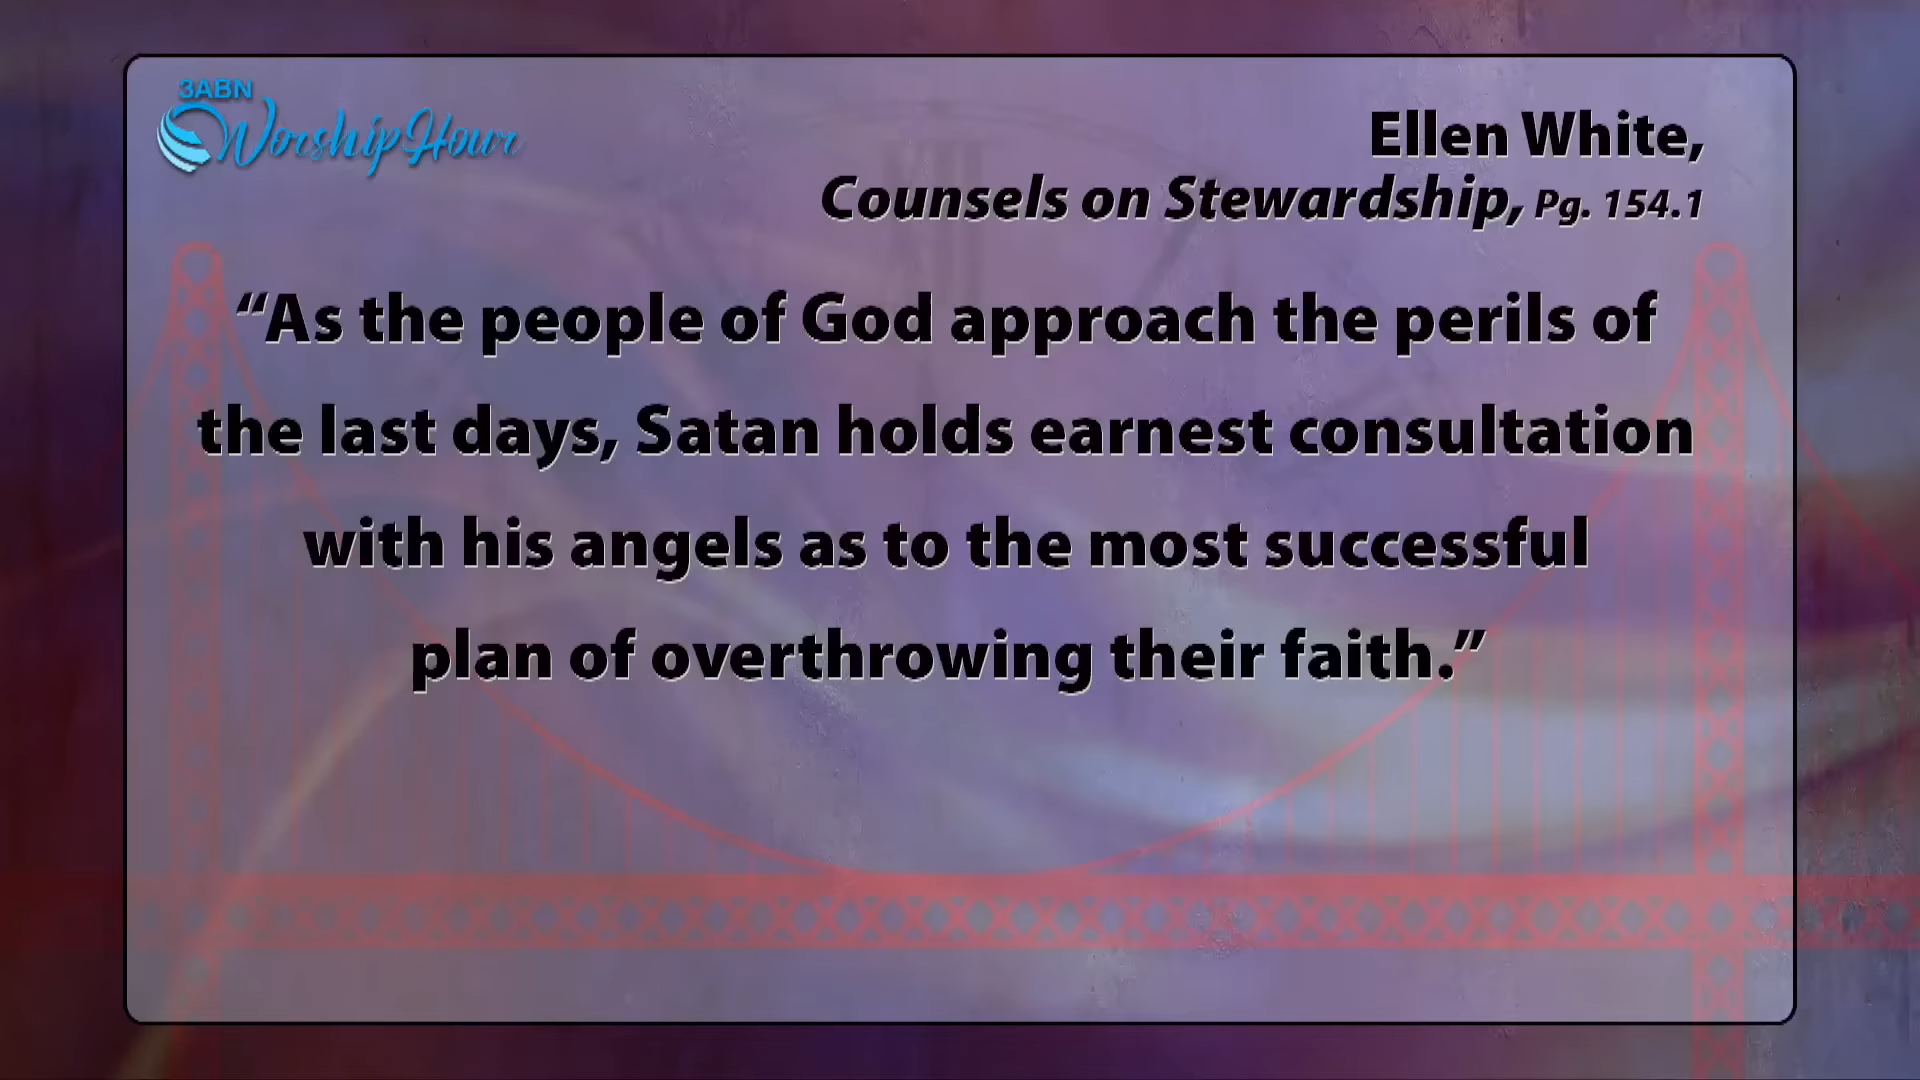 3ABN
Worship Hour
Ellen White,
Counsels on Stewardship, Pg. 154.1
“As the people of God approach the perils of
the last days, Satan holds earnest consultation
with his angels as to the most successful
plan of overthrowing their faith.”